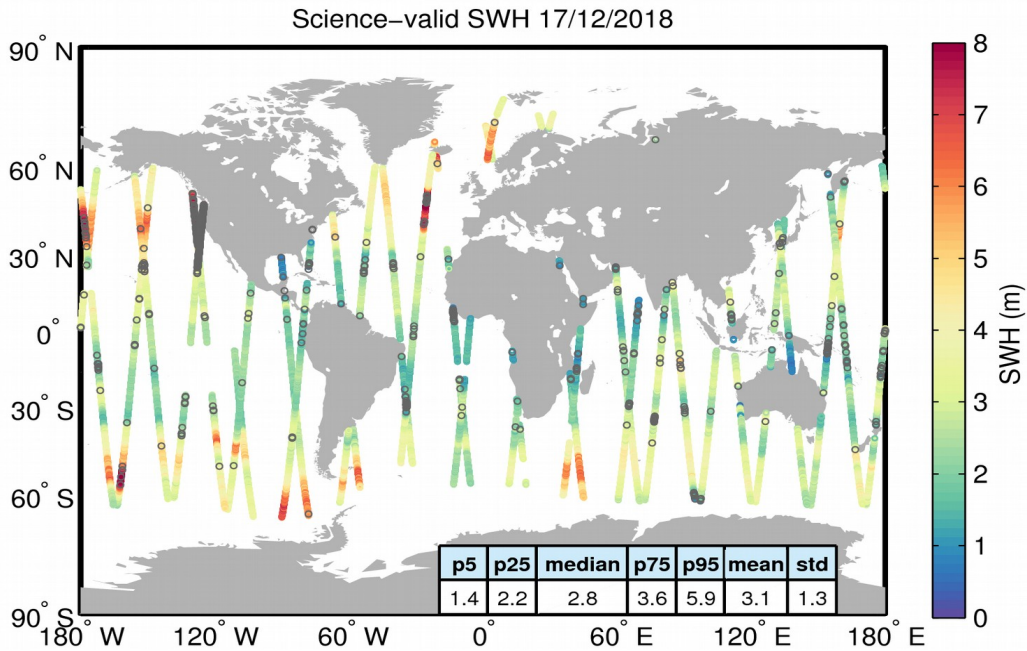 Science−valid SWH 17/12/2018
90° N
60° N
30° N
0°
30° S
60° S
90° S
180° W
120° W
60° W
0°
60° E
120° E
180° E
p5 p25 median p75 p95 mean std
1.4 2.2 2.8 3.6 5.9 3.1 1.3
8
7
6
5
4
3
2
1
0
SWH (m)